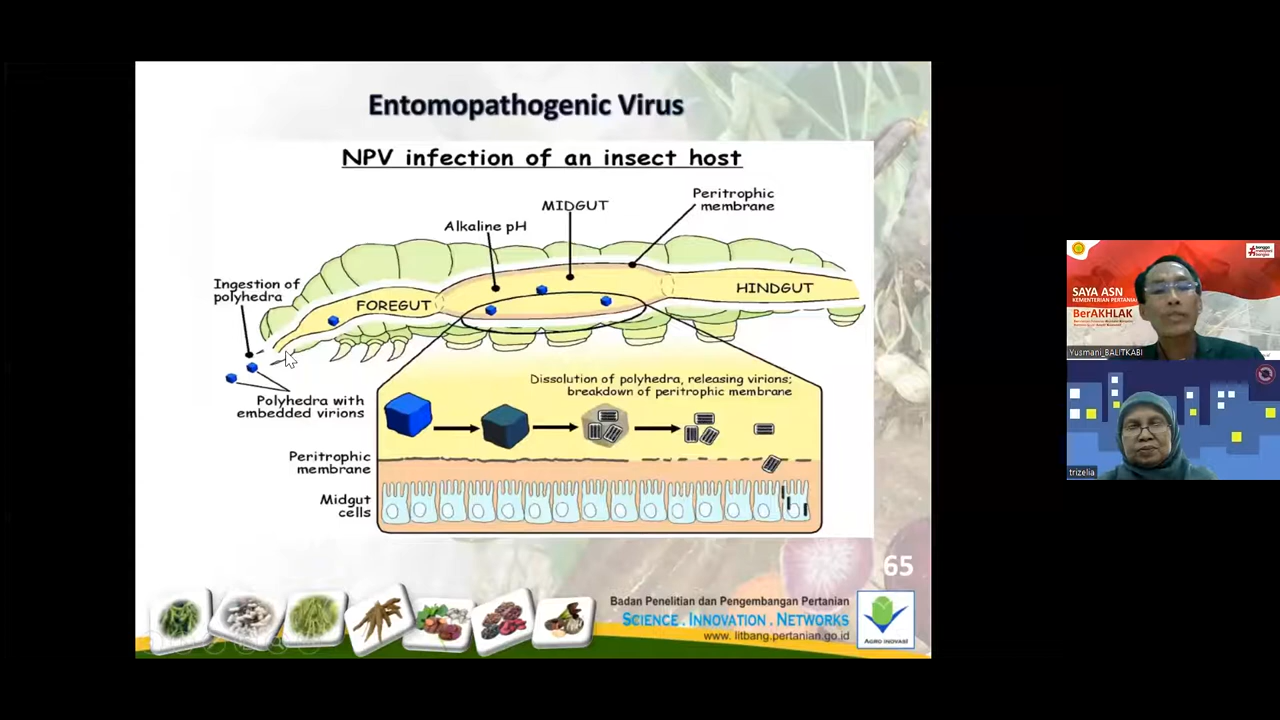 Entomopathogenic Virus
NPV infection of an insect host
Peritrophic
membrane
MIDGUT
Alkaline pH
Ingestion of
polyhedra
FOREGUT
HINDGUT
Polyhedra with
embedded virions
Dissolution of polyhedra, releasing virions;
breakdown of peritrophic membrane
Peritrophic
membrane
Midgut
cells
65
Badan Penelitian dan Pengembangan Pertanian
SCIENCE . INNOVATION . NETWORKS
www. litbang.pertanian.go.id
AGRO INOVASI
SAYA ASN
KEMENTERIAN PERTANIAN
BerAKHLAK
Yusmani_BALITKABI
trizelia